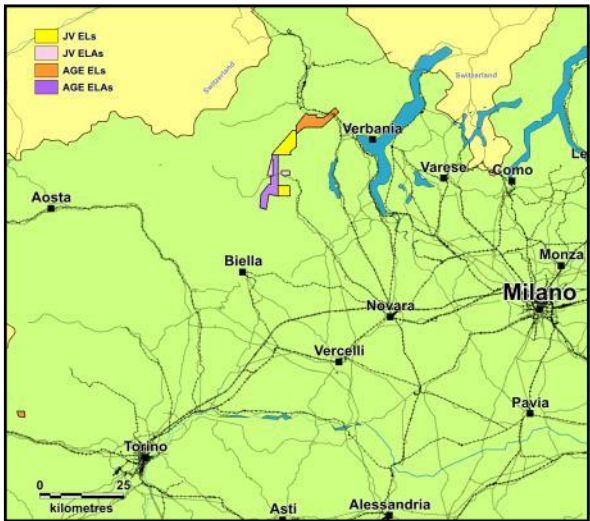 JV ELs
JV ELAs
AGE ELs
AGE ELAs
Switzerland
Switzerland
Verbania
Varese
Como
Le
Aosta
Biella
Monza
Milano
Novara
Vercelli
Pavia
Torino
0 25
kilometres
Asti
Alessandria